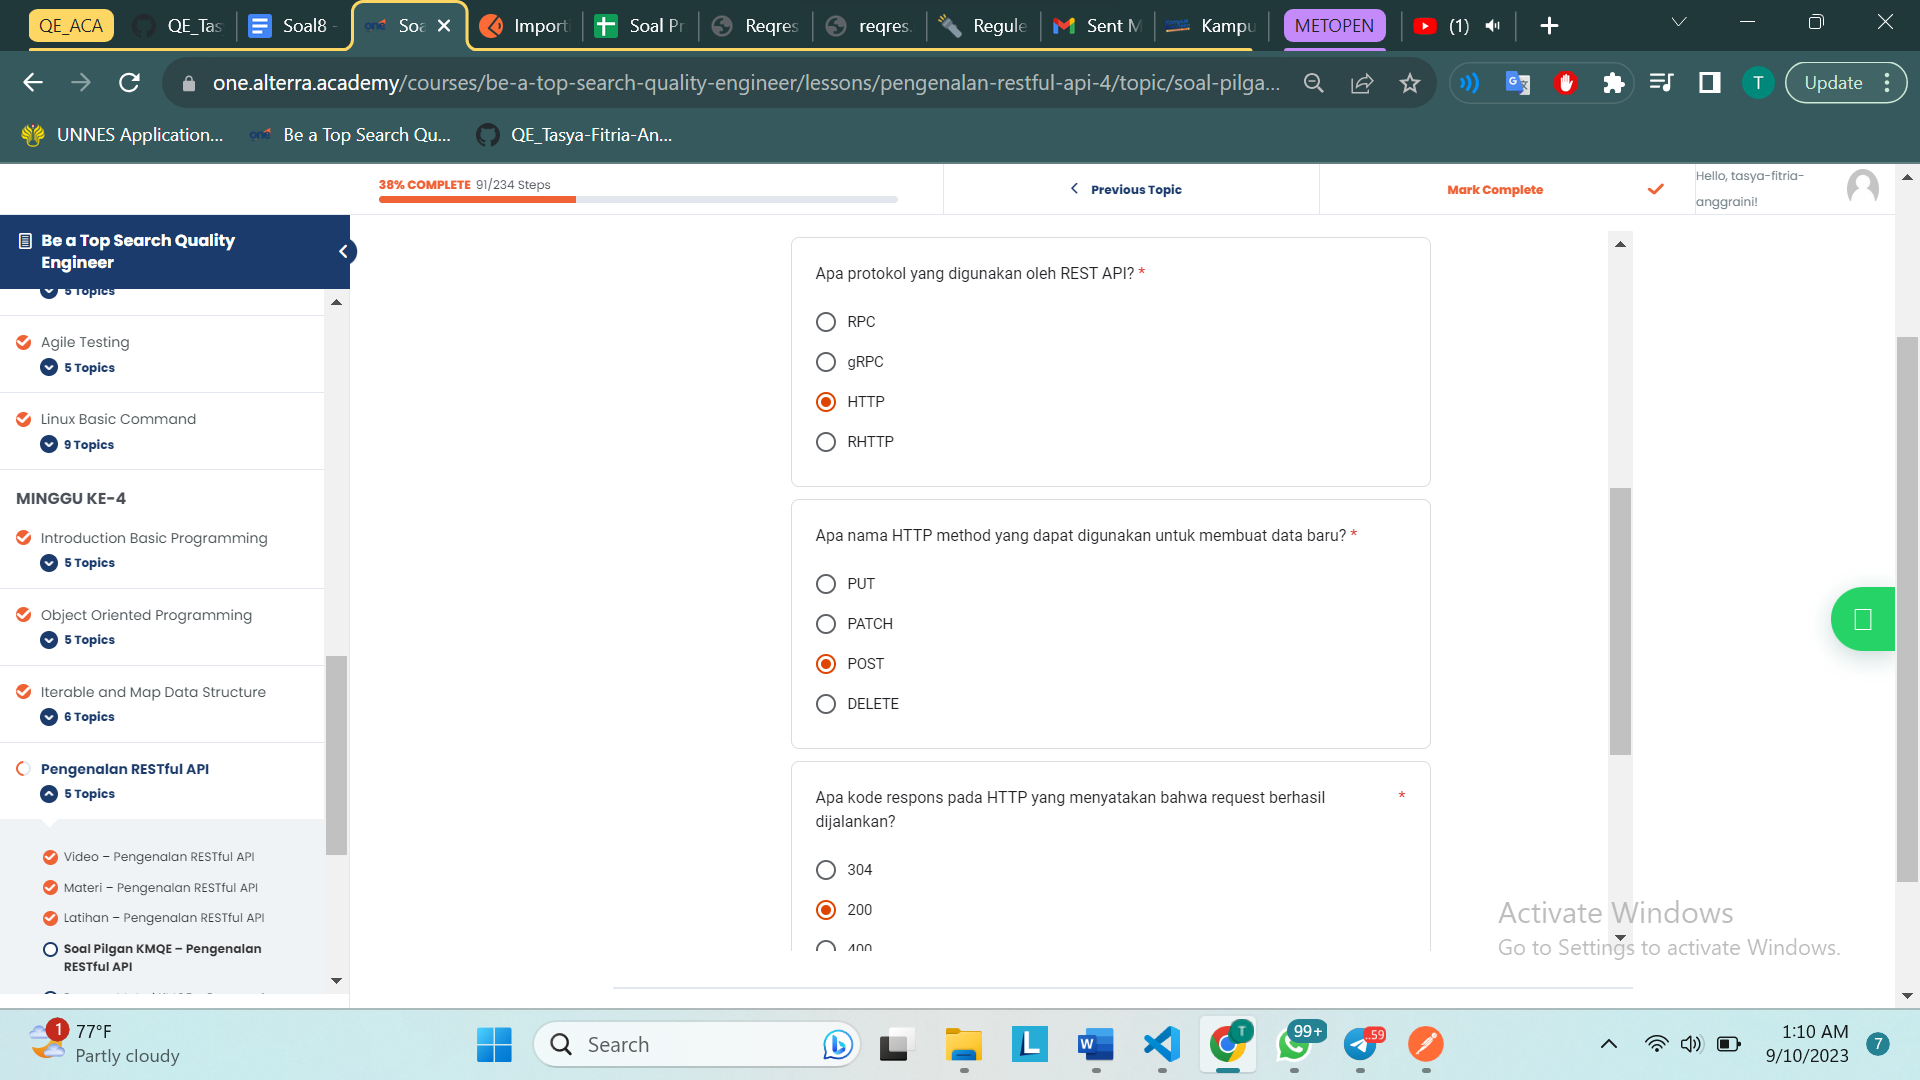 QE_ACA
QE_Tas
Soal8 -
Soa
Importi
Soal Pr
Reqres
reqres.
Regule
Sent M
Kampu
METOPEN
(1)
one.alterra.academy/courses/be-a-top-search-quality-engineer/lessons/pengenalan-restful-api-4/topic/soal-pilga...
T
Update
UNNES Application...
one
Be a Top Search Qu...
QE_Tasya-Fitria-An...
38% COMPLETE 91/234 Steps
Previous Topic
Mark Complete
Hello, tasya-fitria-
anggraini!
Be a Top Search Quality
Engineer
5 Topics
Agile Testing
5 Topics
Linux Basic Command
9 Topics
MINGGU KE-4
Introduction Basic Programming
5 Topics
Object Oriented Programming
5 Topics
Iterable and Map Data Structure
6 Topics
Pengenalan RESTful API
5 Topics
Video – Pengenalan RESTful API
Materi – Pengenalan RESTful API
Latihan – Pengenalan RESTful API
Soal Pilgan KMQE – Pengenalan
RESTful API
Apa protokol yang digunakan oleh REST API? *
RPC
gRPC
HTTP
RHTTP
Apa nama HTTP method yang dapat digunakan untuk membuat data baru? *
PUT
PATCH
POST
DELETE
Apa kode respons pada HTTP yang menyatakan bahwa request berhasil *
dijalankan?
304
200
400
Activate Windows
Go to Settings to activate Windows.
1
77°F
Partly cloudy
Search
L
W
T
99+
..59
1:10 AM
9/10/2023
7